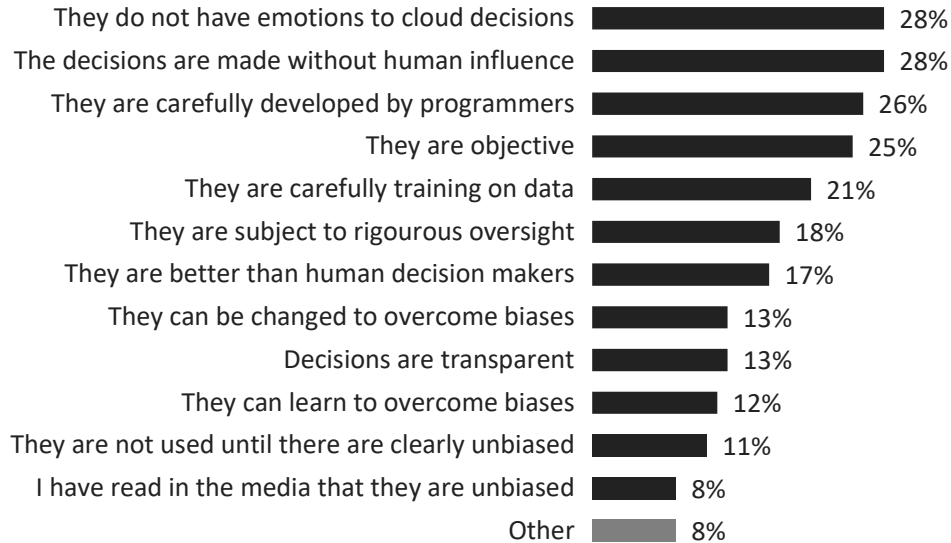 They do not have emotions to cloud decisions 28%
The decisions are made without human influence 28%
They are carefully developed by programmers 26%
They are objective 25%
They are carefully training on data 21%
They are subject to rigourous oversight 18%
They are better than human decision makers 17%
They can be changed to overcome biases 13%
Decisions are transparent 13%
They can learn to overcome biases 12%
They are not used until there are clearly unbiased 11%
I have read in the media that they are unbiased 8%
Other 8%